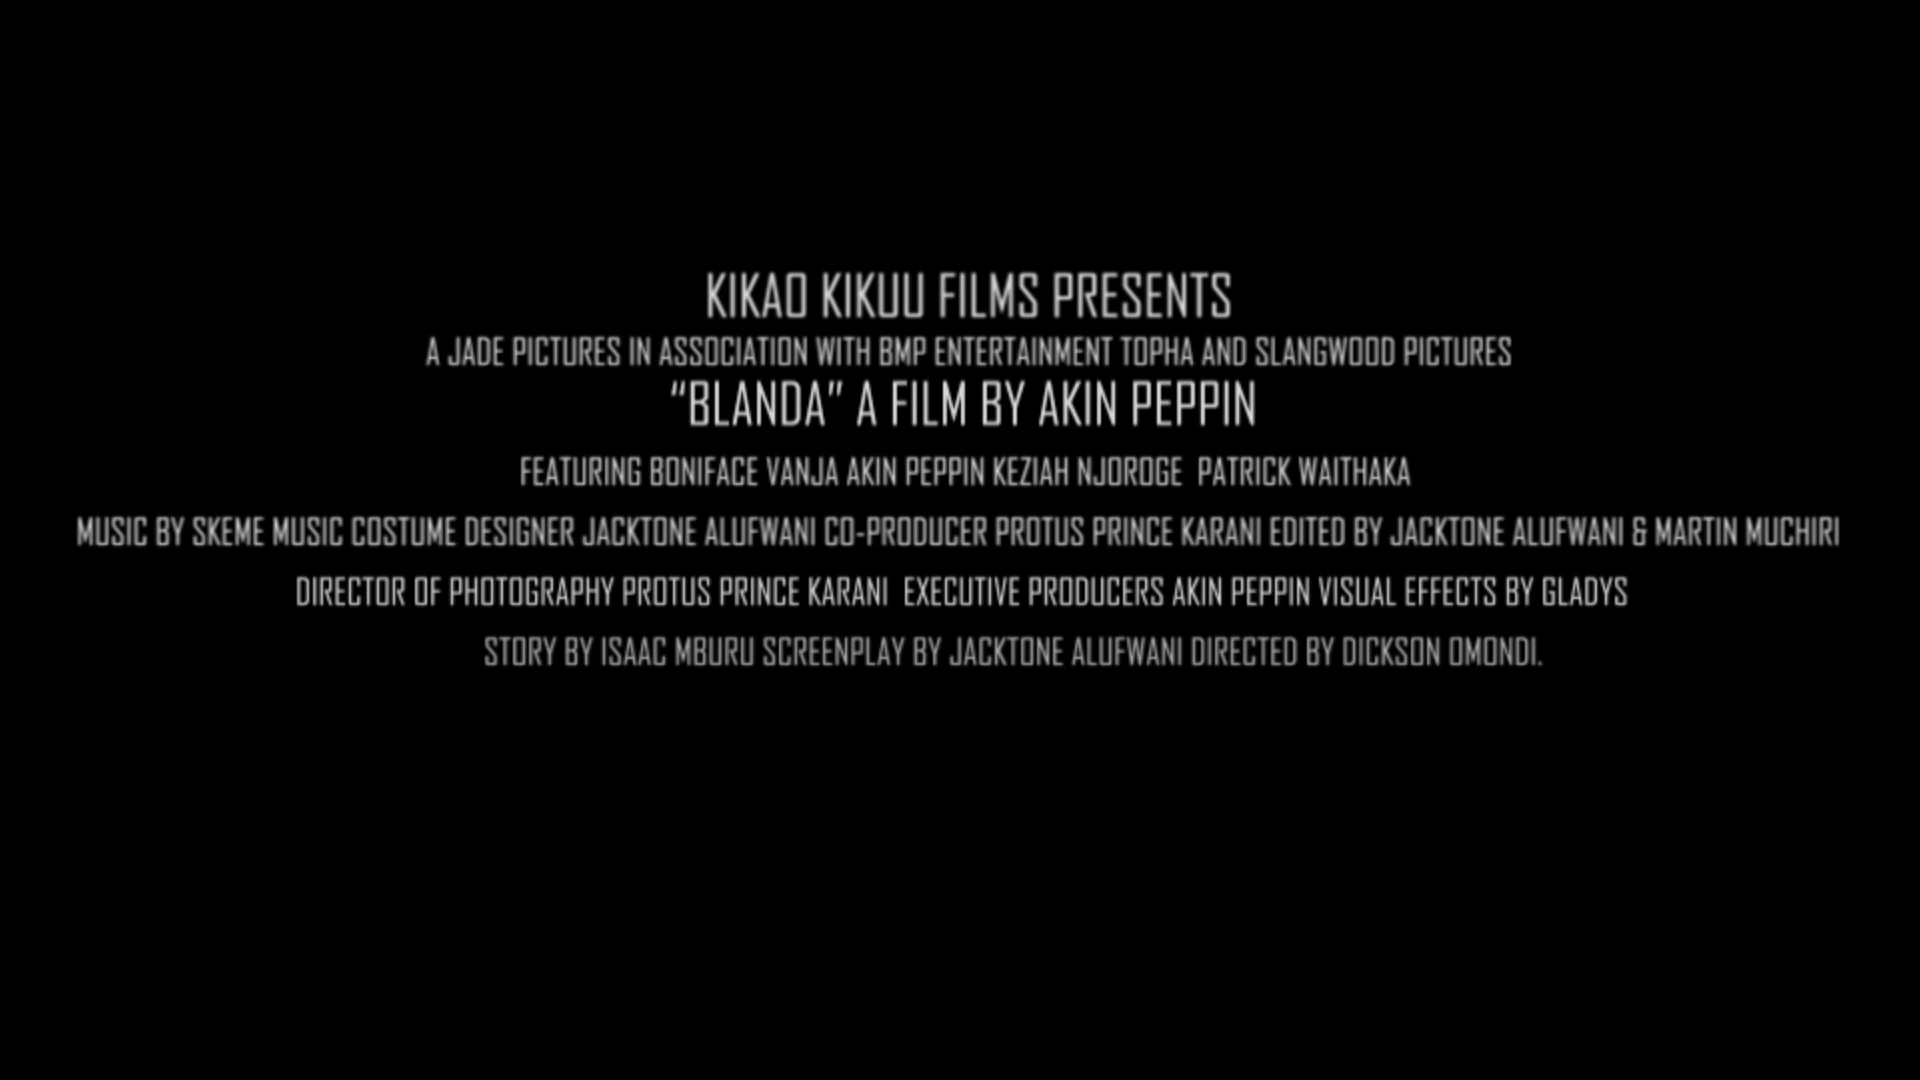 KIKAO KIKUU FILMS PRESENTS
A JADE PICTURES IN ASSOCIATION WITH BMP ENTERTAINMENT TOPHA AND SLANGWOOD PICTURES
“BLANDA” A FILM BY AKIN PEPPIN
FEATURING BONIFACE VANJA AKIN PEPPIN KEZIAH NJOROGE PATRICK WAITHAKA
MUSIC BY SKEME MUSIC COSTUME DESIGNER JACKTONE ALUFWANI CO-PRODUCER PROTUS PRINCE KARANI EDITED BY JACKTONE ALUFWANI & MARTIN MUCHIRI
DIRECTOR OF PHOTOGRAPHY PROTUS PRINCE KARANI EXECUTIVE PRODUCERS AKIN PEPPIN VISUAL EFFECTS BY GLADYS
STORY BY ISAAC MBURU SCREENPLAY BY JACKTONE ALUFWANI DIRECTED BY DICKSON OMONDI.